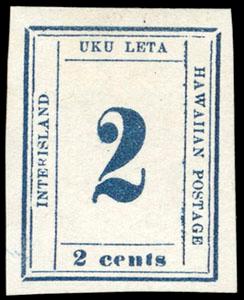 UKU LETA
INTERISLAND
2
HAWAIIAN POSTAGE
2 cents